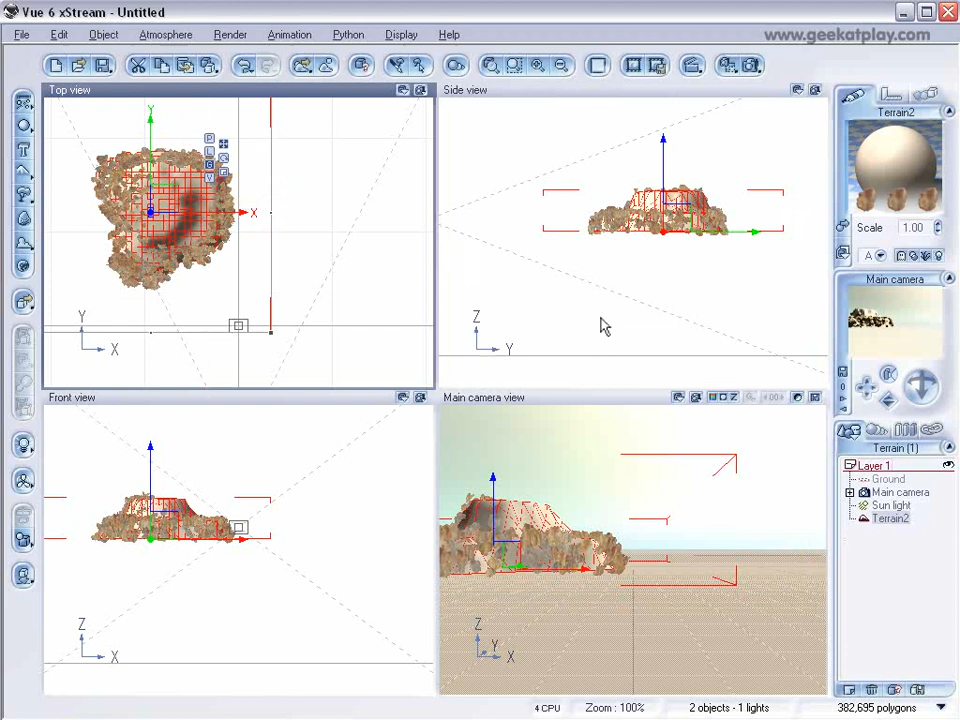 Vue 6 xStream - Untitled
File Edit Object Atmosphere Render Animation Python Display Help
www.geekatplay.com
Top view
Side view
Terrain2
Scale 1.00
A
Main camera
Y
X
P
L
Y
X
Z
Y
Front view
Main camera view
Z
X
Z
Y
X
Terrain (1)
Layer 1
Ground
Main camera
Sun light
Terrain2
4 CPU Zoom : 100% 2 objects - 1 lights 382,695 polygons